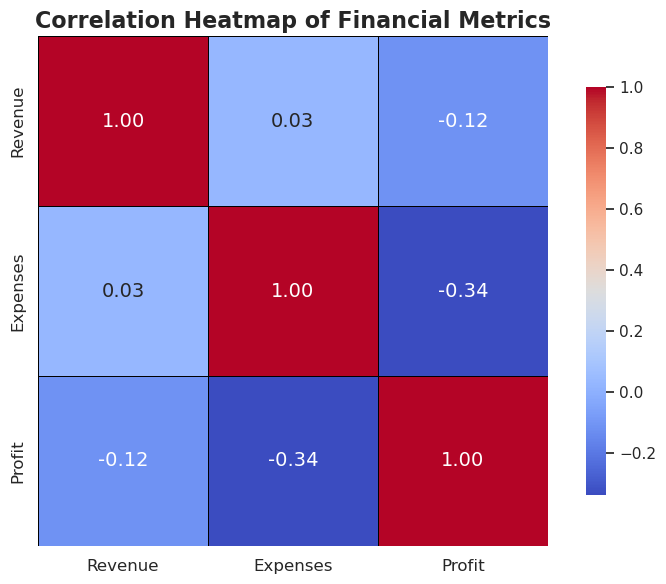 Correlation Heatmap of Financial Metrics
Revenue
1.00
0.03
-0.12
Expenses
0.03
1.00
-0.34
Profit
-0.12
-0.34
1.00
Revenue
Expenses
Profit
1.0
0.8
0.6
0.4
0.2
0.0
−0.2